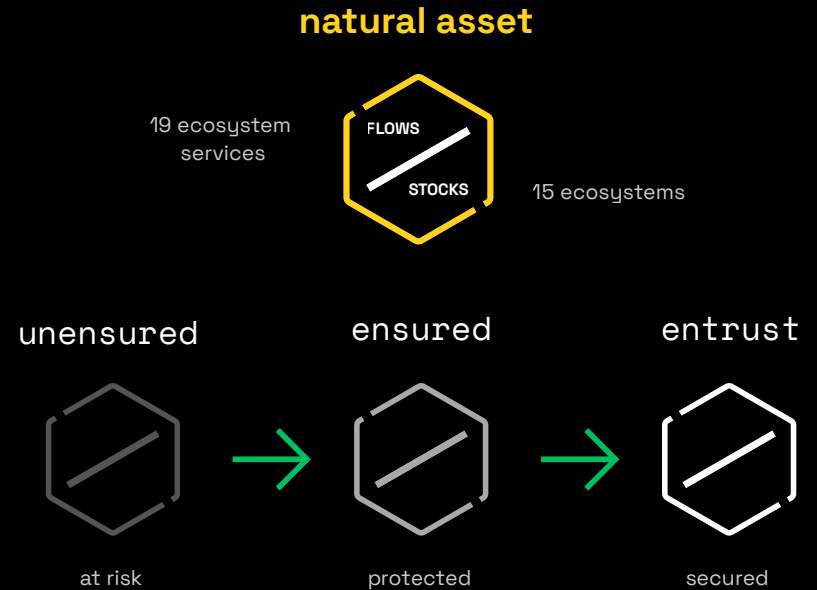 natural asset
19 ecosystem
services
FLOWS
STOCKS
15 ecosystems
unensured
ensured
entrust
at risk
protected
secured